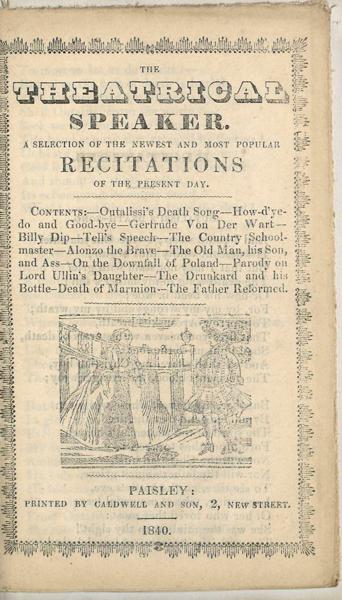 THE
THEATRICAL
SPEAKER.
A SELECTION OF THE NEWEST AND MOST POPULAR
RECITATIONS
OF THE PRESENT DAY.
CONTENTS:—Outalissi's Death Song—How-d'ye-
do and Good-bye—Gertrude Von Der Wart—
Billy Dip—Tell's Speech—The Country School-
master—Alonzo the Brave—The Old Man, his Son,
and Ass—On the Downfall of Poland—Parody on
Lord Ullin's Daughter—The Drunkard and his
Bottle—Death of Marmion—The Father Reformed.
PAISLEY:
PRINTED BY CALDWELL AND SON, 2, NEW STREET.
1840.